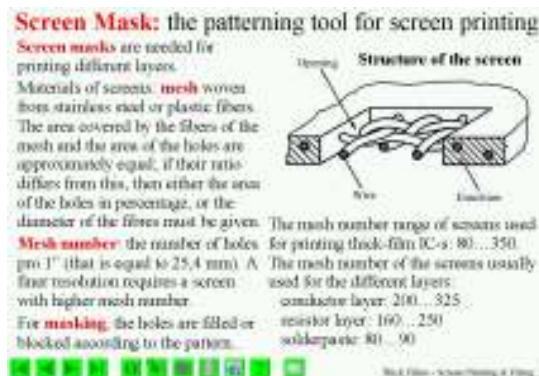 Screen Mask: the patterning tool for screen printing
Screen masks are needed for
printing different layers.
Materials of screens: mesh woven
from stainless steel or plastic fibers.
The area covered by the fibers of the
mesh and the area of the holes are
approximately equal; if their ratio
differs from this, then either the area
of the holes in percentage, or the
diameter of the fibres must be given.
Mesh number: the number of holes
pro 1" (that is equal to 25,4 mm). A
finer resolution requires a screen
with higher mesh number.
For masking, the holes are filled or
blocked according to the pattern.
Structure of the screen
Opening
Wire
Emulsion
The mesh number range of screens used
for printing thick-film IC-s: 80…350.
The mesh number of the screens usually
used for the different layers:
conductor layer: 200…325
resistor layer: 160…250
solderpaste: 80…90
Thick Films - Screen Printing & Firing